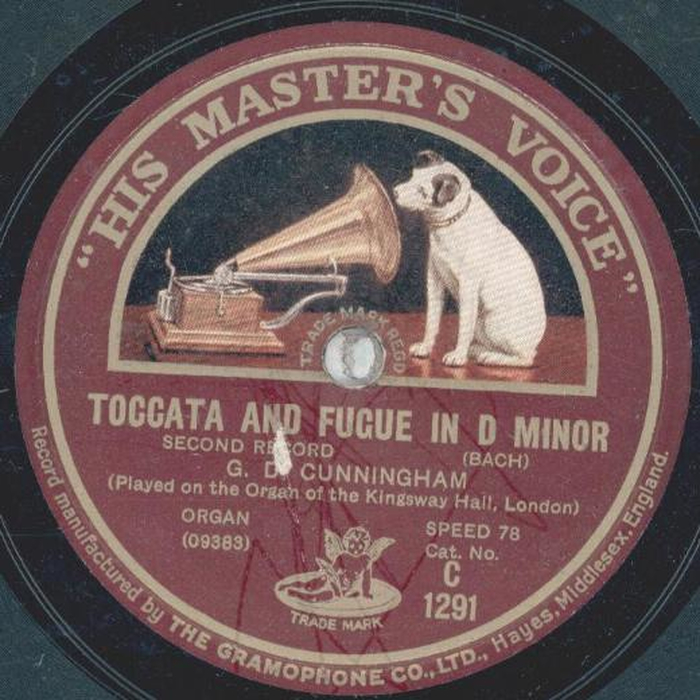 "HIS MASTER'S VOICE"
TRADE MARK REGD
TOCCATA AND FUGUE IN D MINOR
SECOND RECORD
(BACH)
G. D. CUNNINGHAM
(Played on the Organ of the Kingsway Hall, London)
ORGAN
(09383)
SPEED 78
Cat. No.
C
1291
TRADE MARK
Record manufactured by THE GRAMOPHONE CO., LTD., Hayes, Middlesex, England.